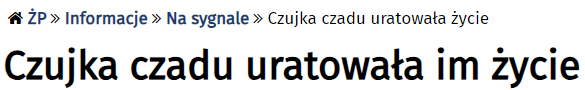 ŻP » Informacje » Na sygnale » Czujka czadu uratowała życie
Czujka czadu uratowała im życie